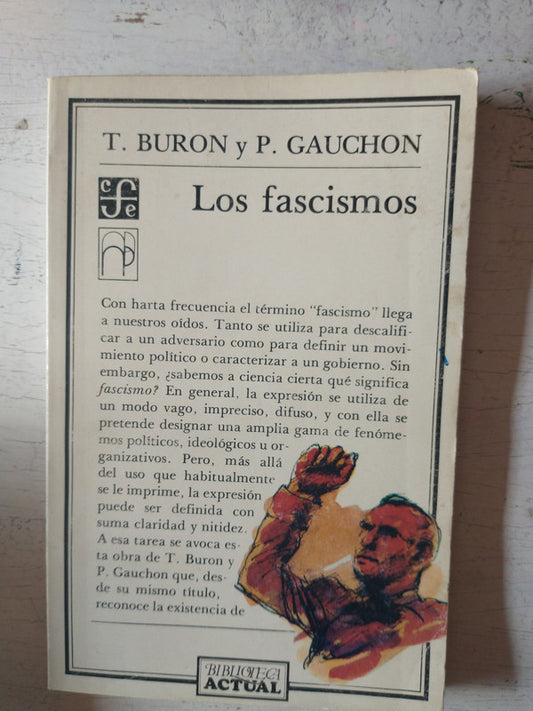 T. BURON y P. GAUCHON
cfe
Los fascismos
Con harta frecuencia el término "fascismo" llega
a nuestros oídos. Tanto se utiliza para descalifi-
car a un adversario como para definir un movi-
miento político o caracterizar a un gobierno. Sin
embargo, ¿sabemos a ciencia cierta qué significa
fascismo? En general, la expresión se utiliza de
un modo vago, impreciso, difuso, y con ella se
pretende designar una amplia gama de fenóme-
nos políticos, ideológicos u or-
ganizativos. Pero, más allá
del uso que habitualmente
se le imprime, la expresión
puede ser definida con
suma claridad y nitidez.
A esa tarea se avoca es-
ta obra de T. Buron y
P. Gauchon que, des-
de su mismo título,
reconoce la existencia de
BIBLIOTECA
ACTUAL